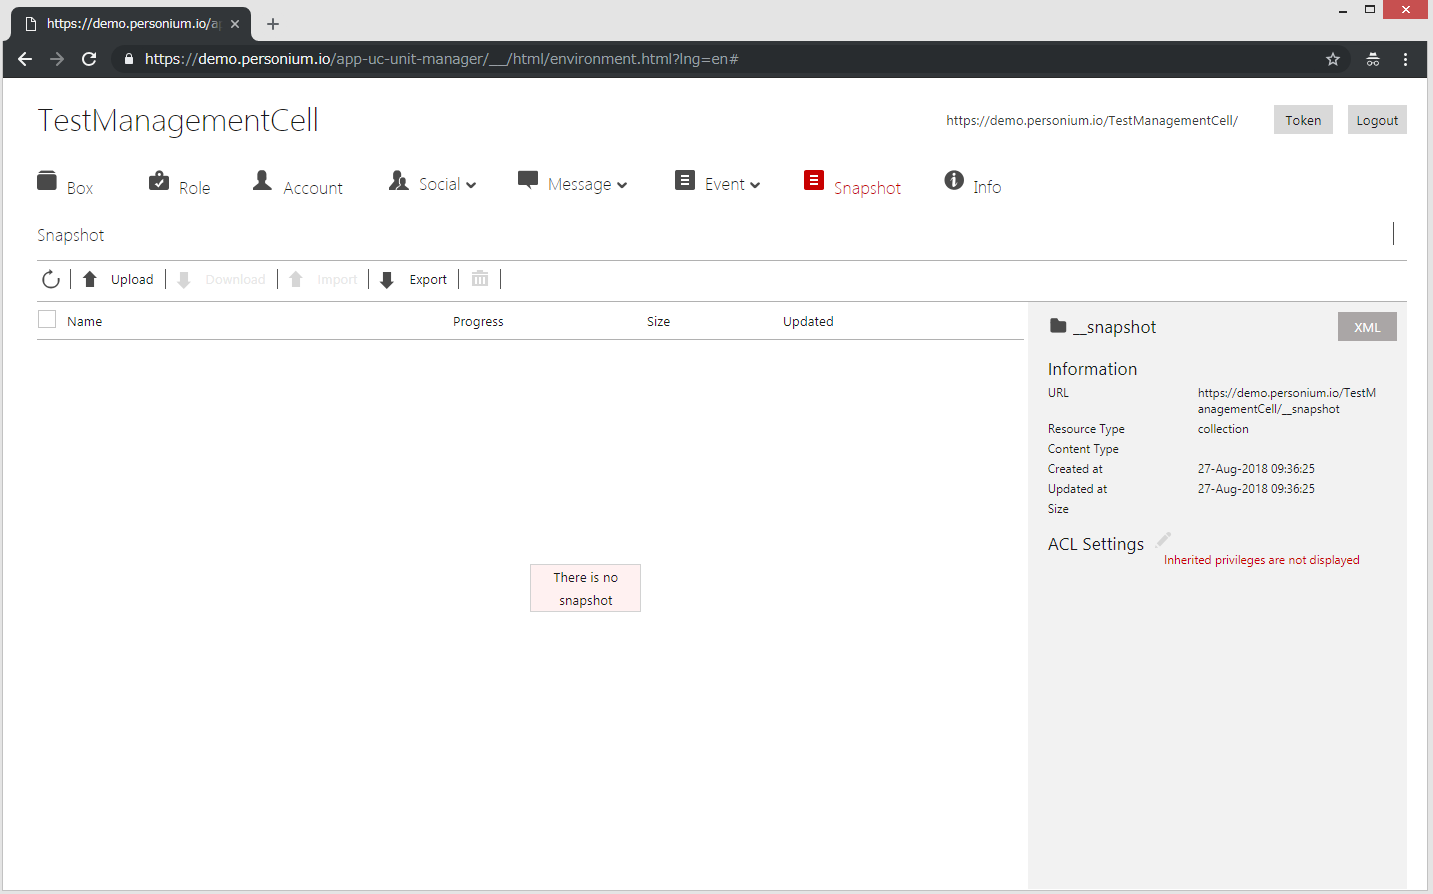 https://demo.personium.io/a
https://demo.personium.io/app-uc-unit-manager/__/html/environment.html?lng=en#
TestManagementCell
https://demo.personium.io/TestManagementCell/
Token
Logout
Box
Role
Account
Social
Message
Event
Snapshot
Info
Snapshot
Upload
Download
Import
Export
Name
Progress
Size
Updated
There is no
snapshot
__snapshot
XML
Information
URL
https://demo.personium.io/TestM
anagementCell/__snapshot
Resource Type
collection
Content Type
Created at
27-Aug-2018 09:36:25
Updated at
27-Aug-2018 09:36:25
Size
ACL Settings
Inherited privileges are not displayed